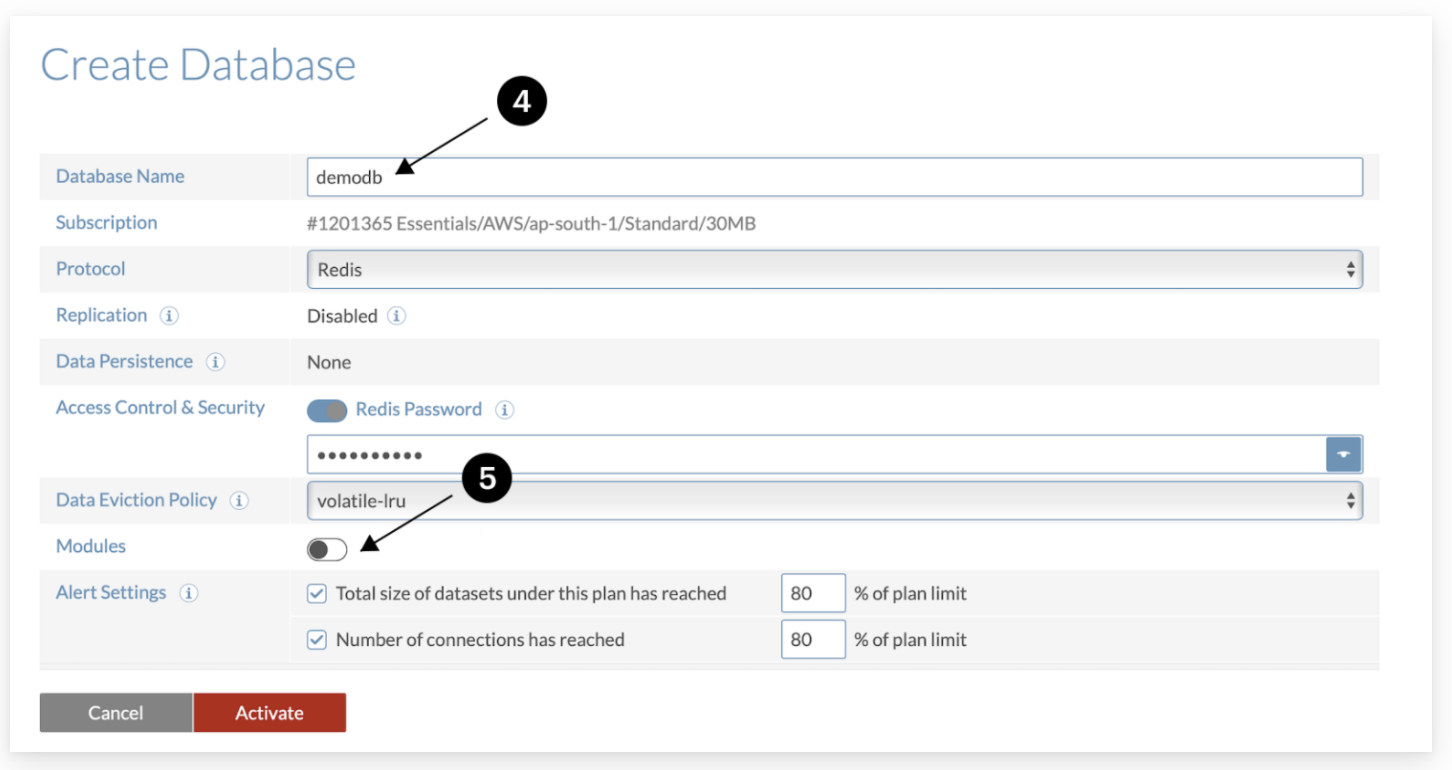 Create Database
4
Database Name demodb
Subscription #1201365 Essentials/AWS/ap-south-1/Standard/30MB
Protocol Redis
Replication i Disabled i
Data Persistence i None
Access Control & Security Redis Password i
••••••••••
5
Data Eviction Policy i volatile-lru
Modules
Alert Settings i Total size of datasets under this plan has reached 80 % of plan limit
Number of connections has reached 80 % of plan limit
Cancel Activate